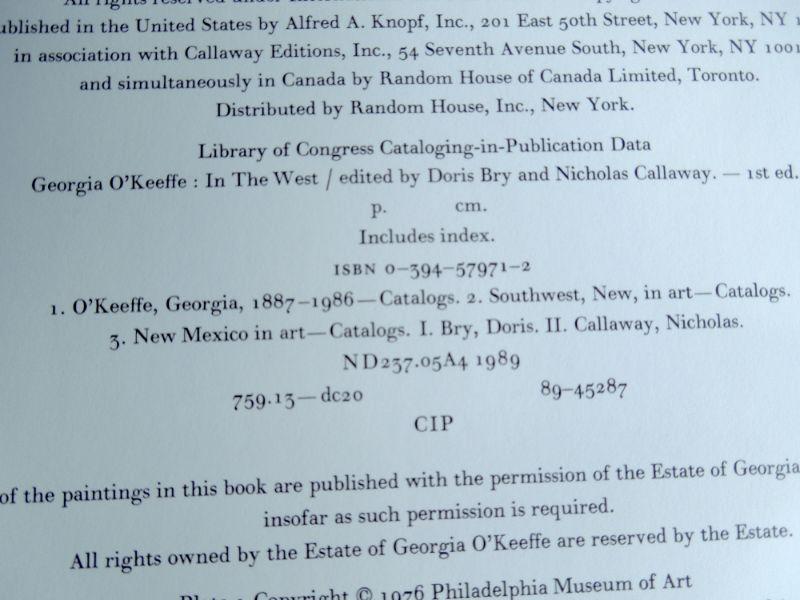 All rights reserved under
ublished in the United States by Alfred A. Knopf, Inc., 201 East 50th Street, New York, NY 1
in association with Callaway Editions, Inc., 54 Seventh Avenue South, New York, NY 1001
and simultaneously in Canada by Random House of Canada Limited, Toronto.
Distributed by Random House, Inc., New York.
Library of Congress Cataloging-in-Publication Data
Georgia O'Keeffe : In The West / edited by Doris Bry and Nicholas Callaway. — 1st ed.
p. cm.
Includes index.
ISBN 0–394–57971–2
1. O'Keeffe, Georgia, 1887–1986—Catalogs. 2. Southwest, New, in art—Catalogs.
3. New Mexico in art—Catalogs. I. Bry, Doris. II. Callaway, Nicholas.
ND237.05A4 1989
759.13—dc20 89–45287
CIP
of the paintings in this book are published with the permission of the Estate of Georgia
insofar as such permission is required.
All rights owned by the Estate of Georgia O'Keeffe are reserved by the Estate.
Copyright © 1976 Philadelphia Museum of Art